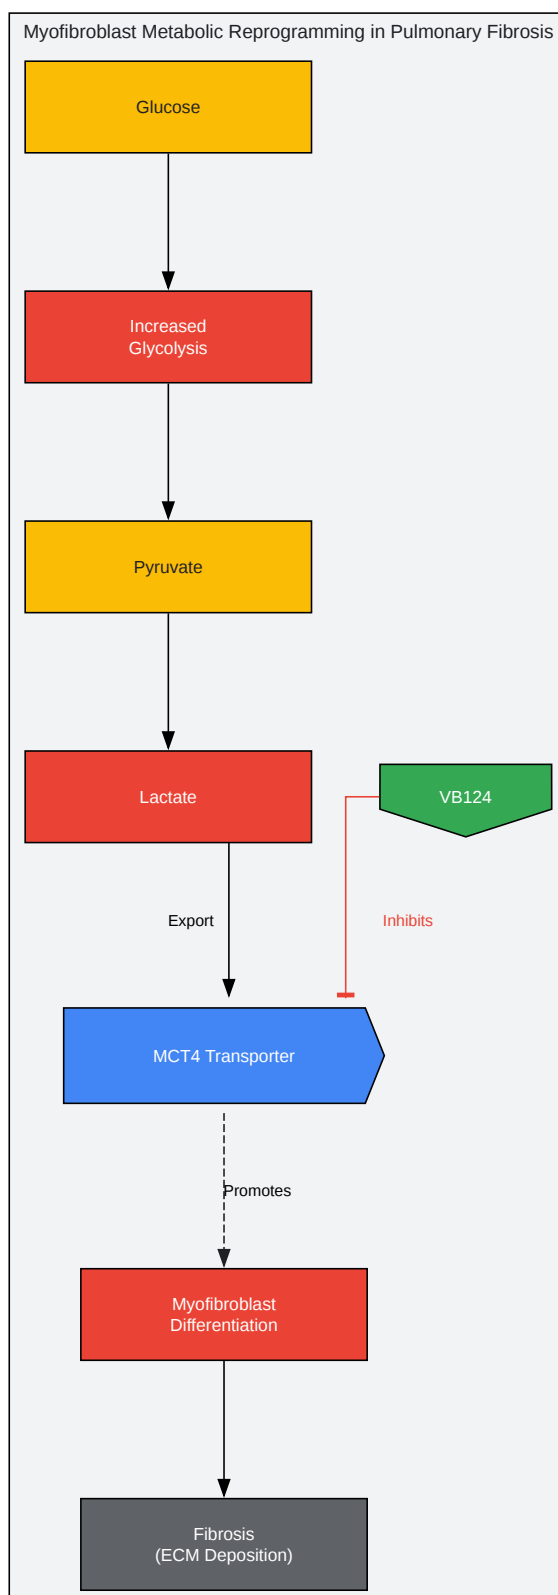 Myofibroblast Metabolic Reprogramming in Pulmonary Fibrosis
Glucose
Increased
Glycolysis
Pyruvate
Lactate
VB124
Export
Inhibits
MCT4 Transporter
Promotes
Myofibroblast
Differentiation
Fibrosis
(ECM Deposition)